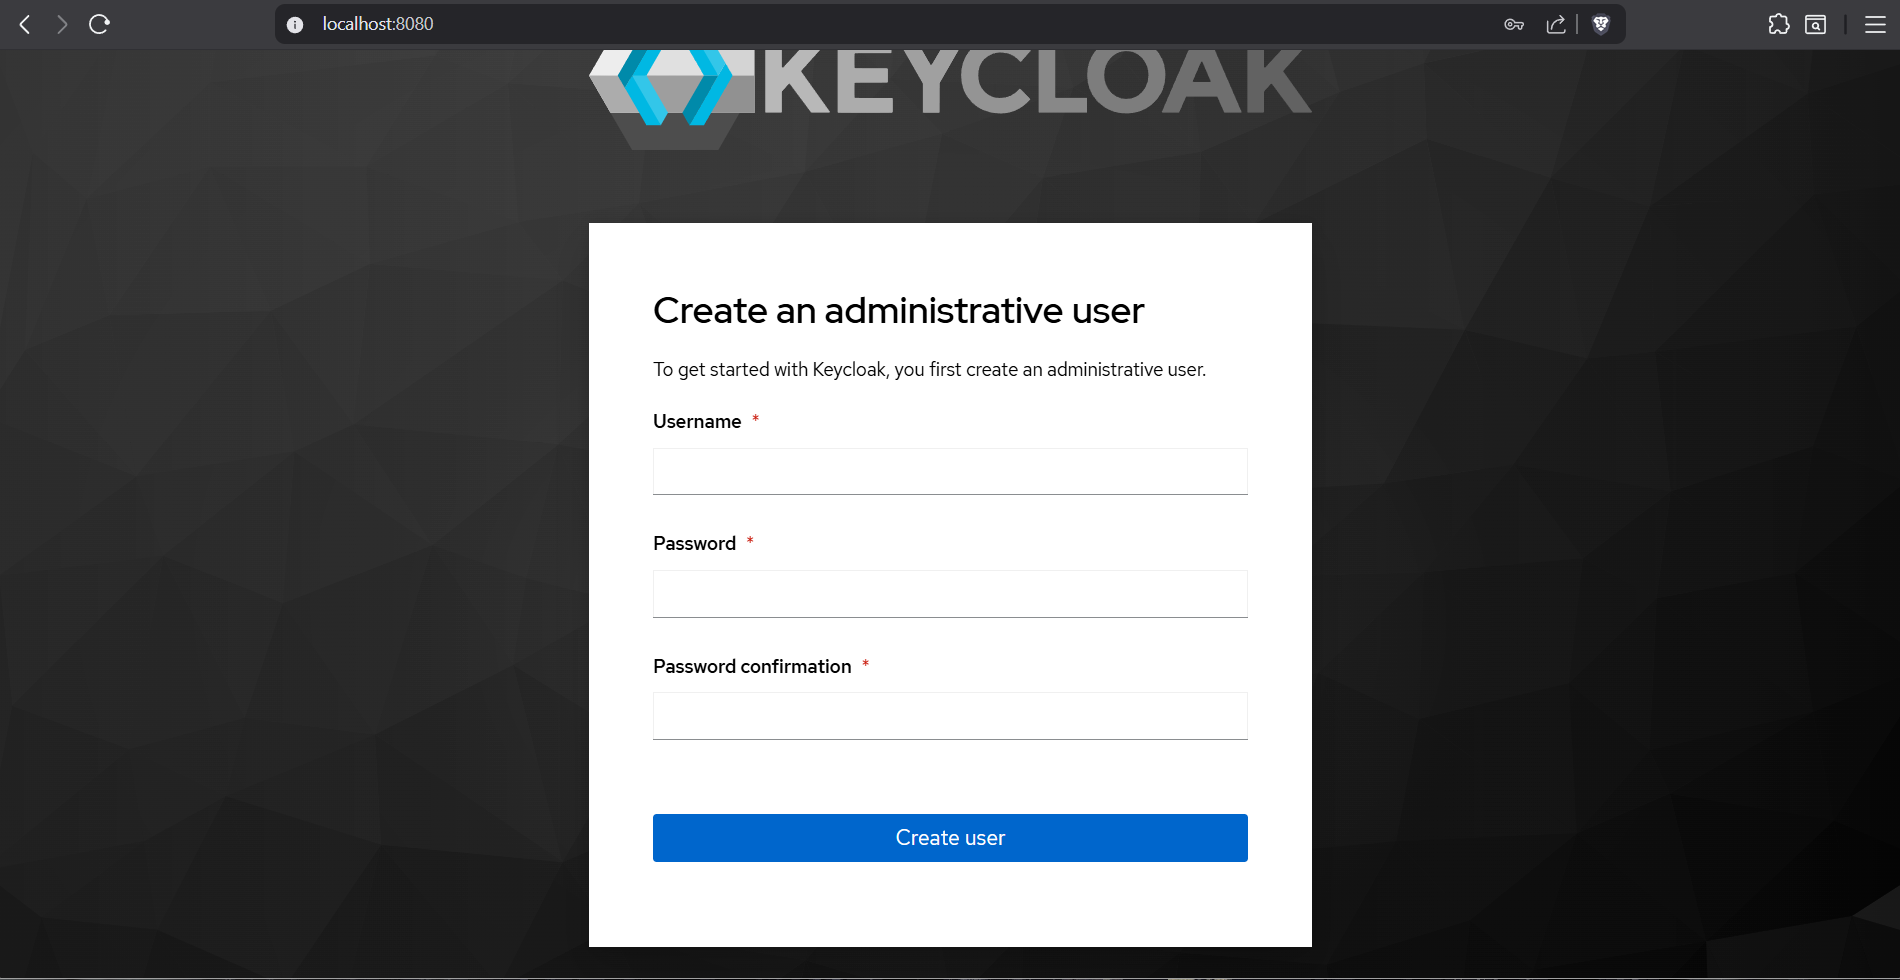 localhost:8080
KEYCLOAK
Create an administrative user
To get started with Keycloak, you first create an administrative user.
Username *
Password *
Password confirmation *
Create user